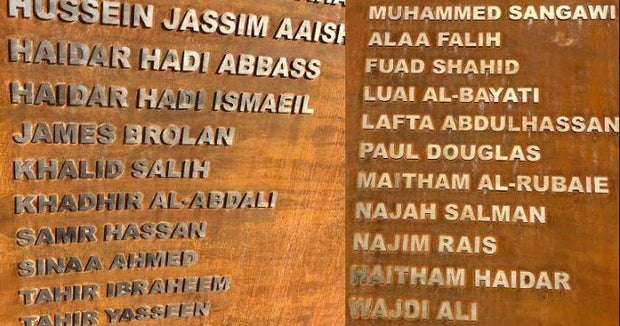 HUSSEIN JASSIM AAISH
HAIDAR HADI ABBASS
HAIDAR HADI ISMAEIL
JAMES BROLAN
KHALID SALIH
KHADHIR AL-ABDALI
SAMR HASSAN
SINAA AHMED
TAHIR IBRAHEEM
TAHIR YASSEEN
MUHAMMED SANGAWI
ALAA FALIH
FUAD SHAHID
LUAI AL-BAYATI
LAFTA ABDULHASSAN
PAUL DOUGLAS
MAITHAM AL-RUBAIE
NAJAH SALMAN
NAJIM RAIS
HAITHAM HAIDAR
WAJDI ALI